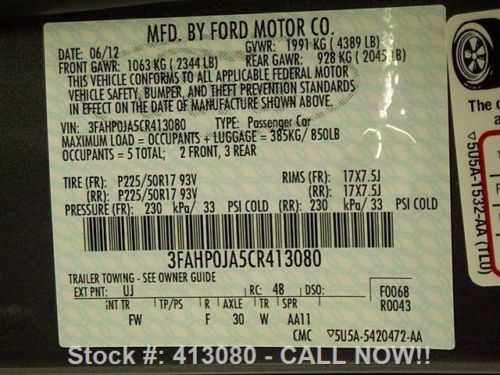 MFD. BY FORD MOTOR CO.
DATE: 06/12 GVWR: 1991 KG ( 4389 LB)
FRONT GAWR: 1063 KG ( 2344 LB) REAR GAWR: 928 KG ( 2045 LB)
THIS VEHICLE CONFORMS TO ALL APPLICABLE FEDERAL MOTOR
VEHICLE SAFETY, BUMPER, AND THEFT PREVENTION STANDARDS
IN EFFECT ON THE DATE OF MANUFACTURE SHOWN ABOVE.
VIN: 3FAHP0JA5CR413080 TYPE: Passenger Car
MAXIMUM LOAD = OCCUPANTS + LUGGAGE = 385KG/ 850LB
OCCUPANTS = 5 TOTAL; 2 FRONT, 3 REAR
TIRE (FR): P225/50R17 93V RIMS (FR): 17X7.5J
(RR): P225/50R17 93V (RR): 17X7.5J
PRESSURE (FR): 230 kPa/ 33 PSI COLD (RR): 230 kPa/ 33 PSI COLD
3FAHP0JA5CR413080
TRAILER TOWING - SEE OWNER GUIDE
EXT PNT: UJ RC: 48 DSO: F0068
R0043
INT TR TP/PS R AXLE TR SPR
FW F 30 W AA11
CMC ▽5U5A-5420472-AA
The c
a
▽5U5A-1532-AA (TLU)
Stock #: 413080 - CALL NOW!!